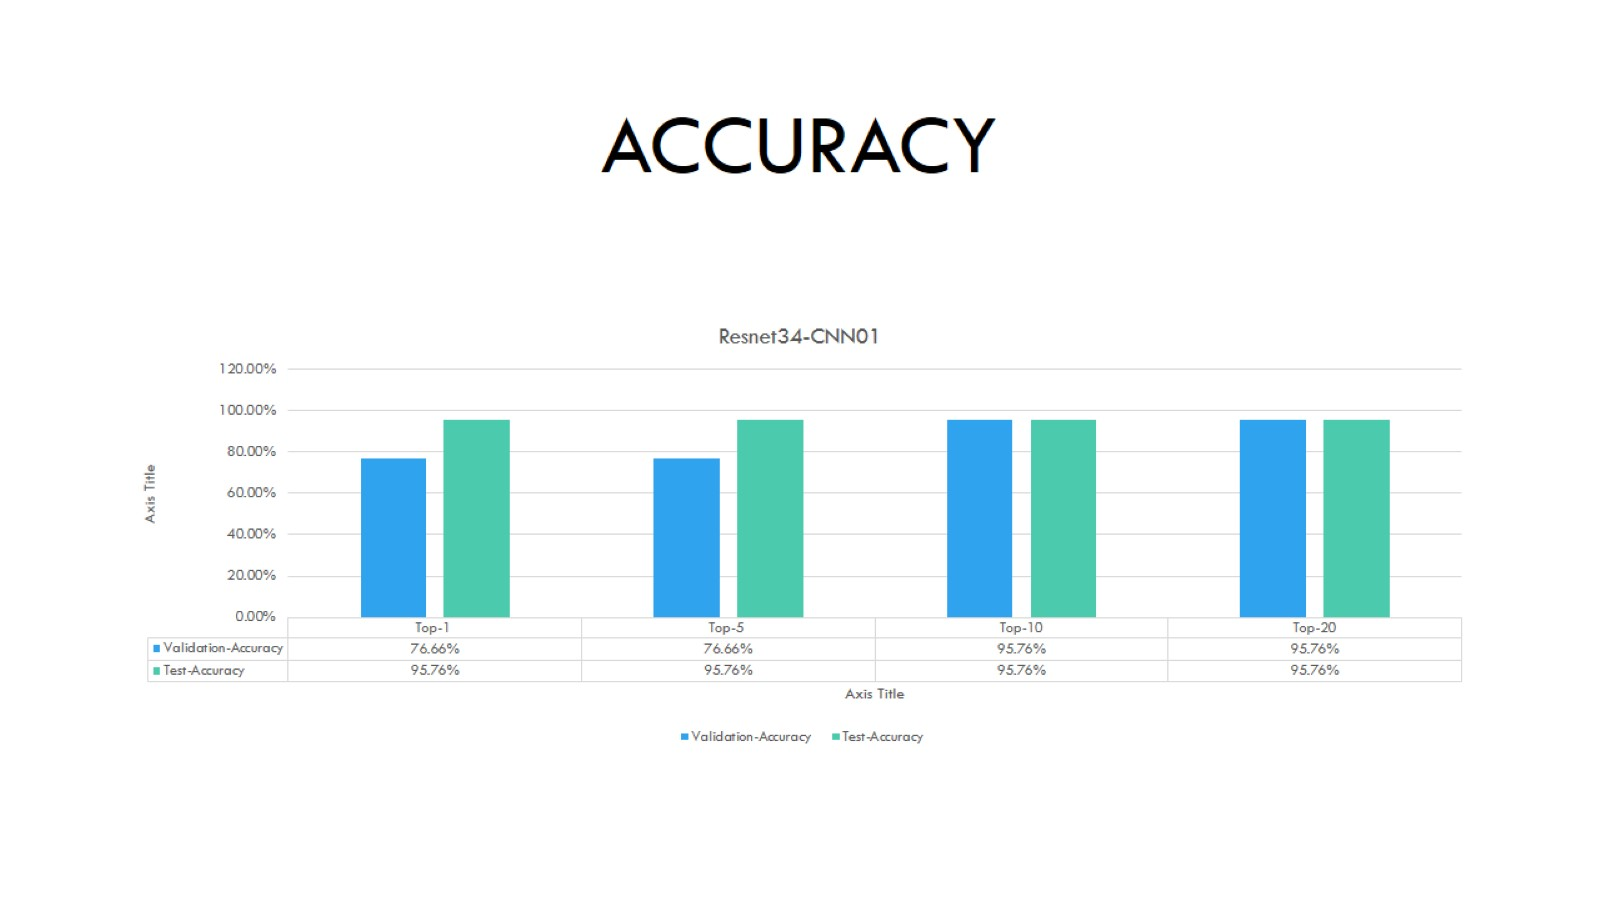 ACCURACY
Resnet34-CNN01
120.00%
100.00%
80.00%
60.00%
40.00%
20.00%
0.00%
Axis Title
Top-1 Top-5 Top-10 Top-20
Validation-Accuracy 76.66% 76.66% 95.76% 95.76%
Test-Accuracy 95.76% 95.76% 95.76% 95.76%
Axis Title
Validation-Accuracy Test-Accuracy